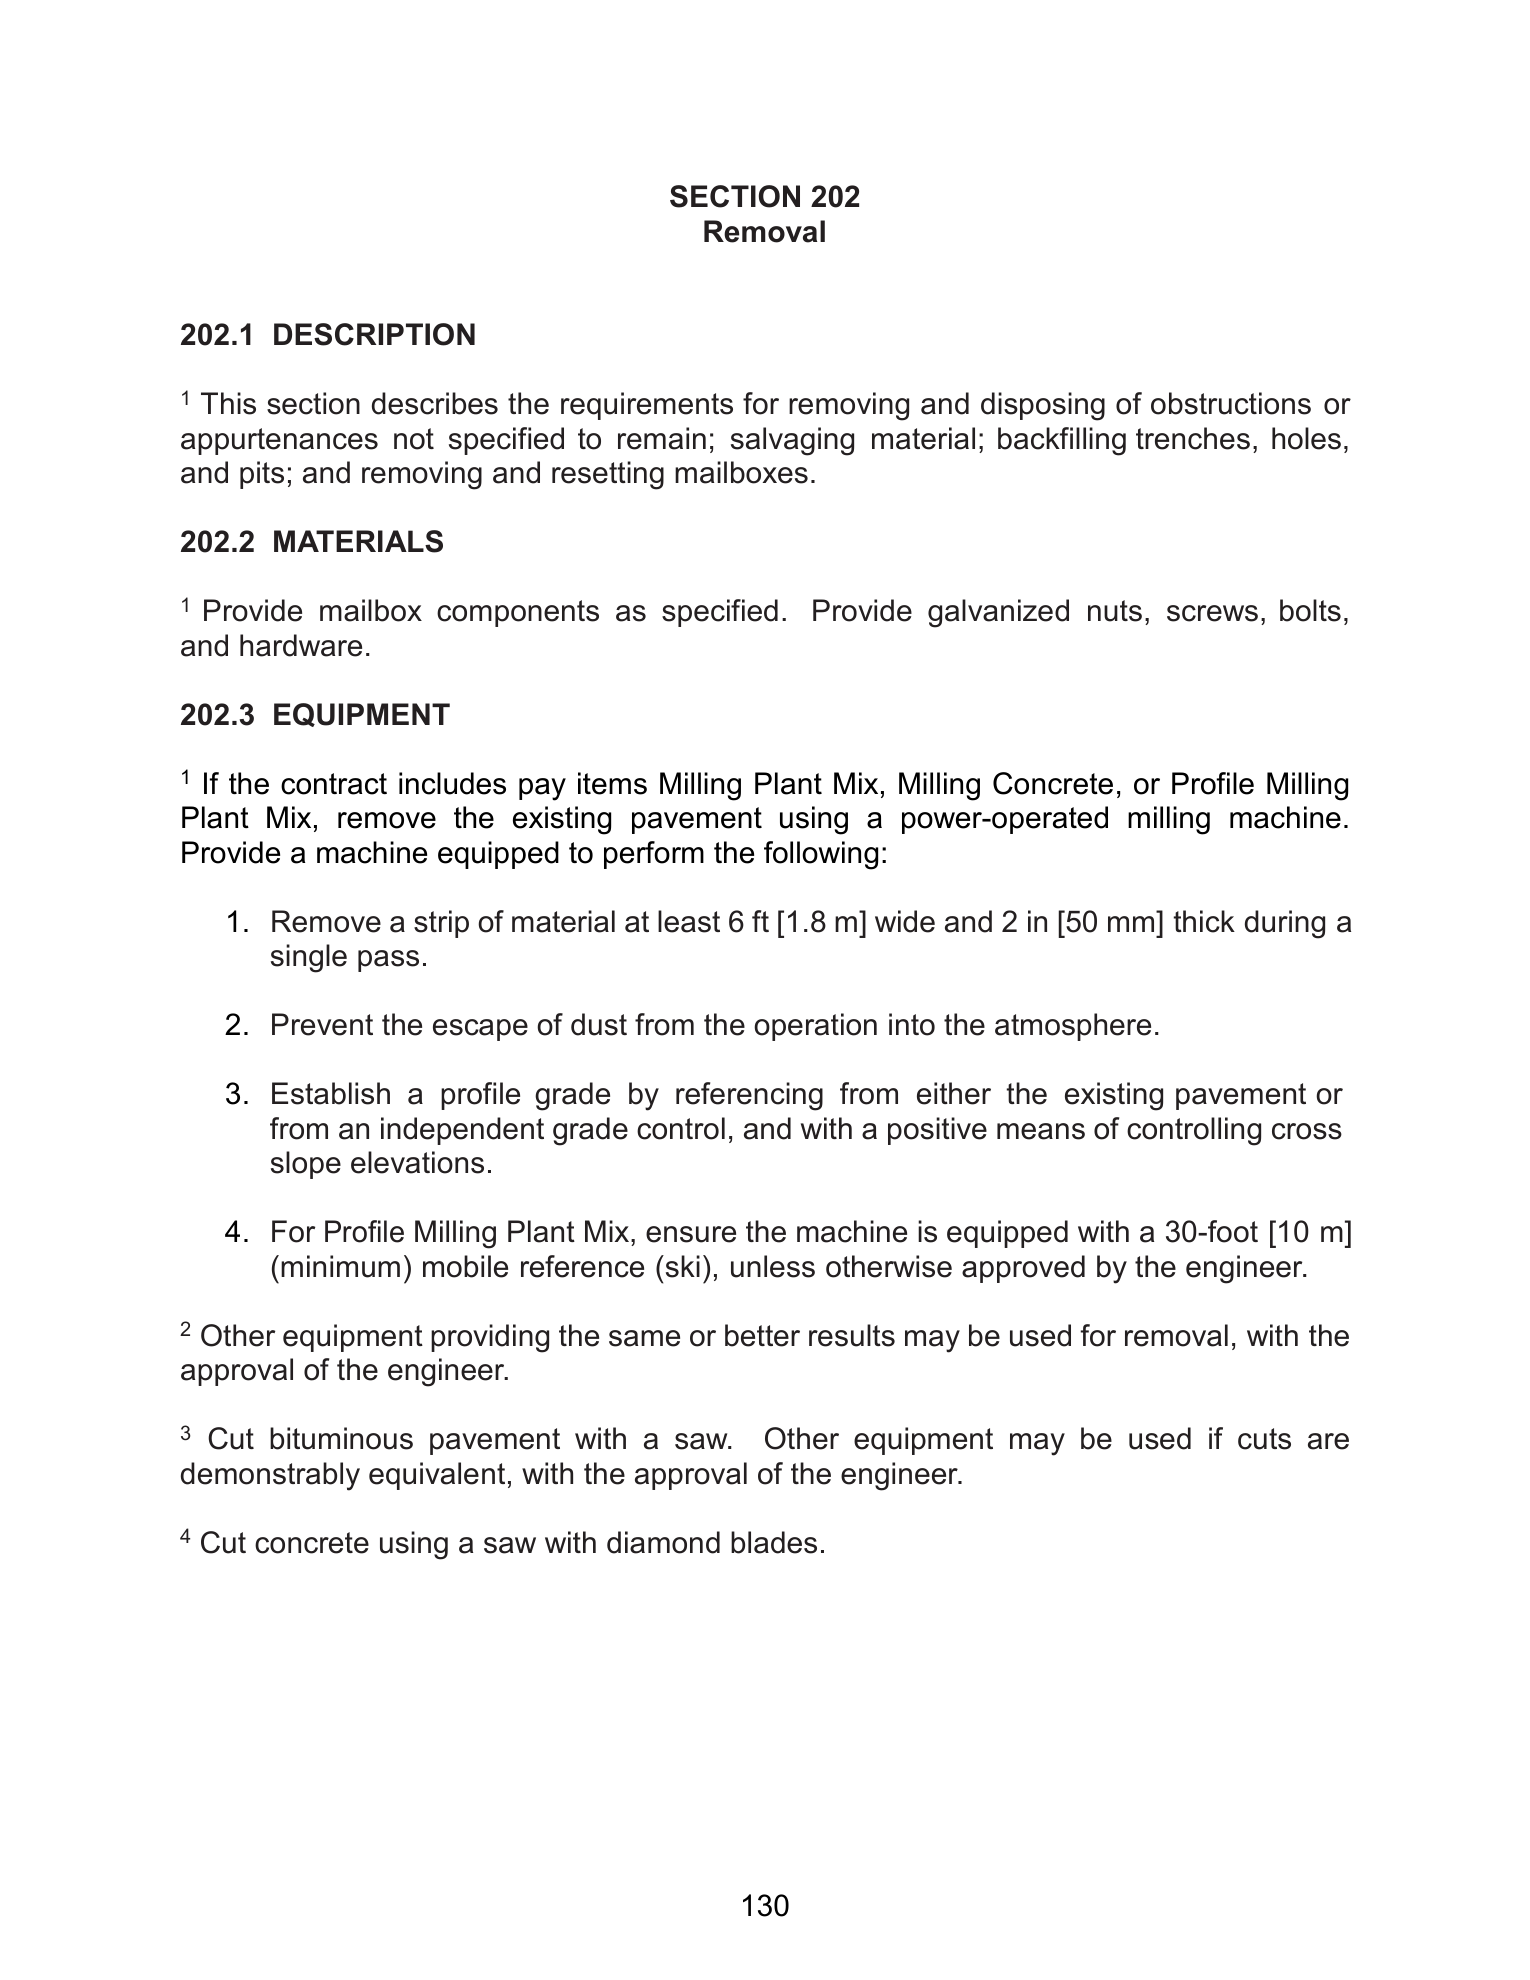 SECTION 202
Removal
202.1 DESCRIPTION
1 This section describes the requirements for removing and disposing of obstructions or
appurtenances not specified to remain; salvaging material; backfilling trenches, holes,
and pits; and removing and resetting mailboxes.
202.2 MATERIALS
1 Provide mailbox components as specified. Provide galvanized nuts, screws, bolts,
and hardware.
202.3 EQUIPMENT
1 If the contract includes pay items Milling Plant Mix, Milling Concrete, or Profile Milling
Plant Mix, remove the existing pavement using a power-operated milling machine.
Provide a machine equipped to perform the following:
1. Remove a strip of material at least 6 ft [1.8 m] wide and 2 in [50 mm] thick during a
single pass.
2. Prevent the escape of dust from the operation into the atmosphere.
3. Establish a profile grade by referencing from either the existing pavement or
from an independent grade control, and with a positive means of controlling cross
slope elevations.
4. For Profile Milling Plant Mix, ensure the machine is equipped with a 30-foot [10 m]
(minimum) mobile reference (ski), unless otherwise approved by the engineer.
2 Other equipment providing the same or better results may be used for removal, with the
approval of the engineer.
3 Cut bituminous pavement with a saw. Other equipment may be used if cuts are
demonstrably equivalent, with the approval of the engineer.
4 Cut concrete using a saw with diamond blades.
130